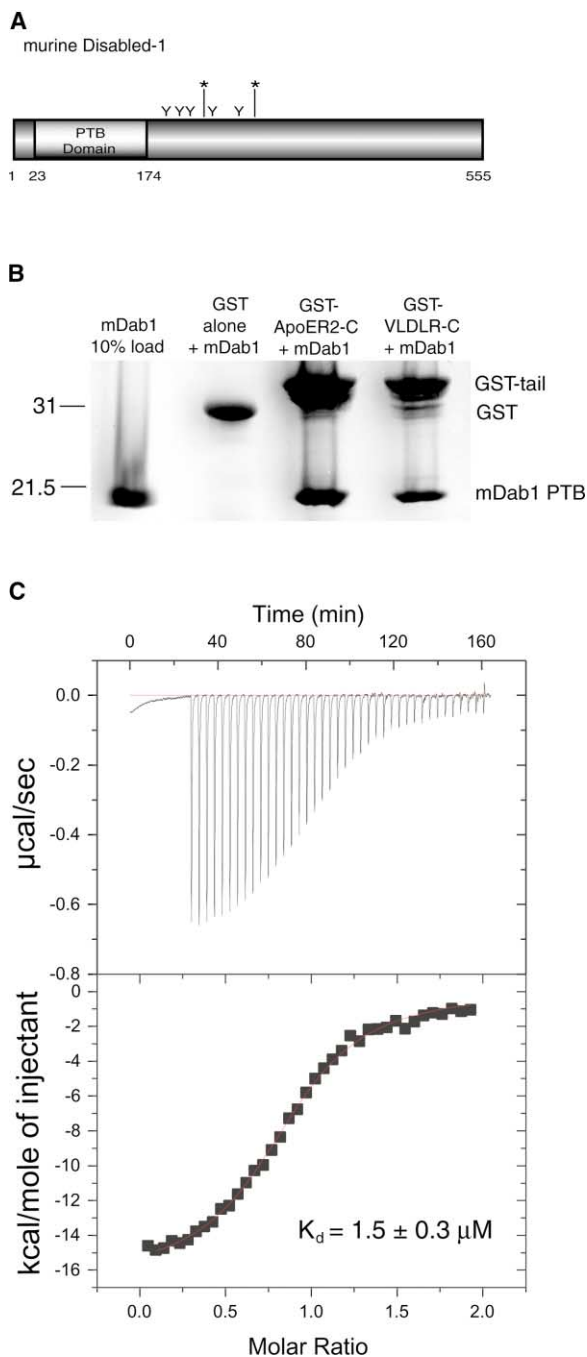 A
murine Disabled-1
* *
Y Y Y Y Y
PTB
Domain
1 23 174 555
B
mDab1
10% load
GST
alone
+ mDab1
GST-
ApoER2-C
+ mDab1
GST-
VLDLR-C
+ mDab1
31
21.5
GST-tail
GST
mDab1 PTB
C
Time (min)
0 40 80 120 160
0.0
-0.2
-0.4
-0.6
-0.8
µcal/sec
0
-2
-4
-6
-8
-10
-12
-14
-16
kcal/mole of injectant
Kd = 1.5 ± 0.3 µM
0.0 0.5 1.0 1.5 2.0
Molar Ratio